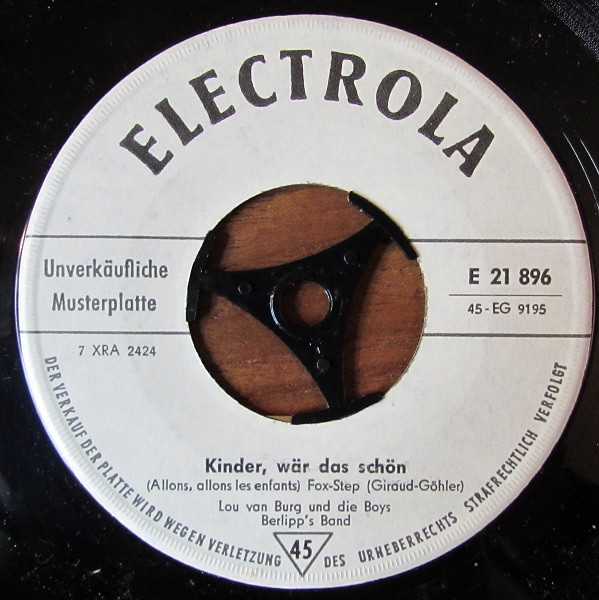 ELECTROLA
Unverkäufliche
Musterplatte
E 21 896
45-EG 9195
7 XRA 2424
Kinder, wär das schön
(Allons, allons les enfants) Fox-Step (Giraud-Göhler)
Lou van Burg und die Boys
Berlipp's Band
45
DER VERKAUF DER PLATTE WIRD WEGEN VERLETZUNG DES URHEBERRECHTS STRAFRECHTLICH VERFOLGT